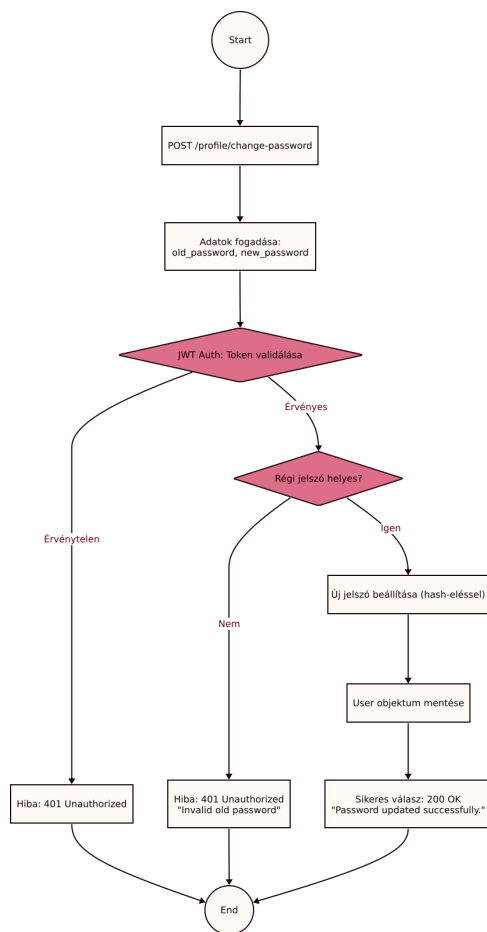 Start
POST /profile/change-password
Adatok fogadása:
old_password, new_password
JWT Auth: Token validálása
Érvényes
Régi jelszó helyes?
Igen
Érvénytelen
Új jelszó beállítása (hash-eléssel)
Nem
User objektum mentése
Hiba: 401 Unauthorized
Hiba: 401 Unauthorized
"Invalid old password"
Sikeres válasz: 200 OK
"Password updated successfully."
End